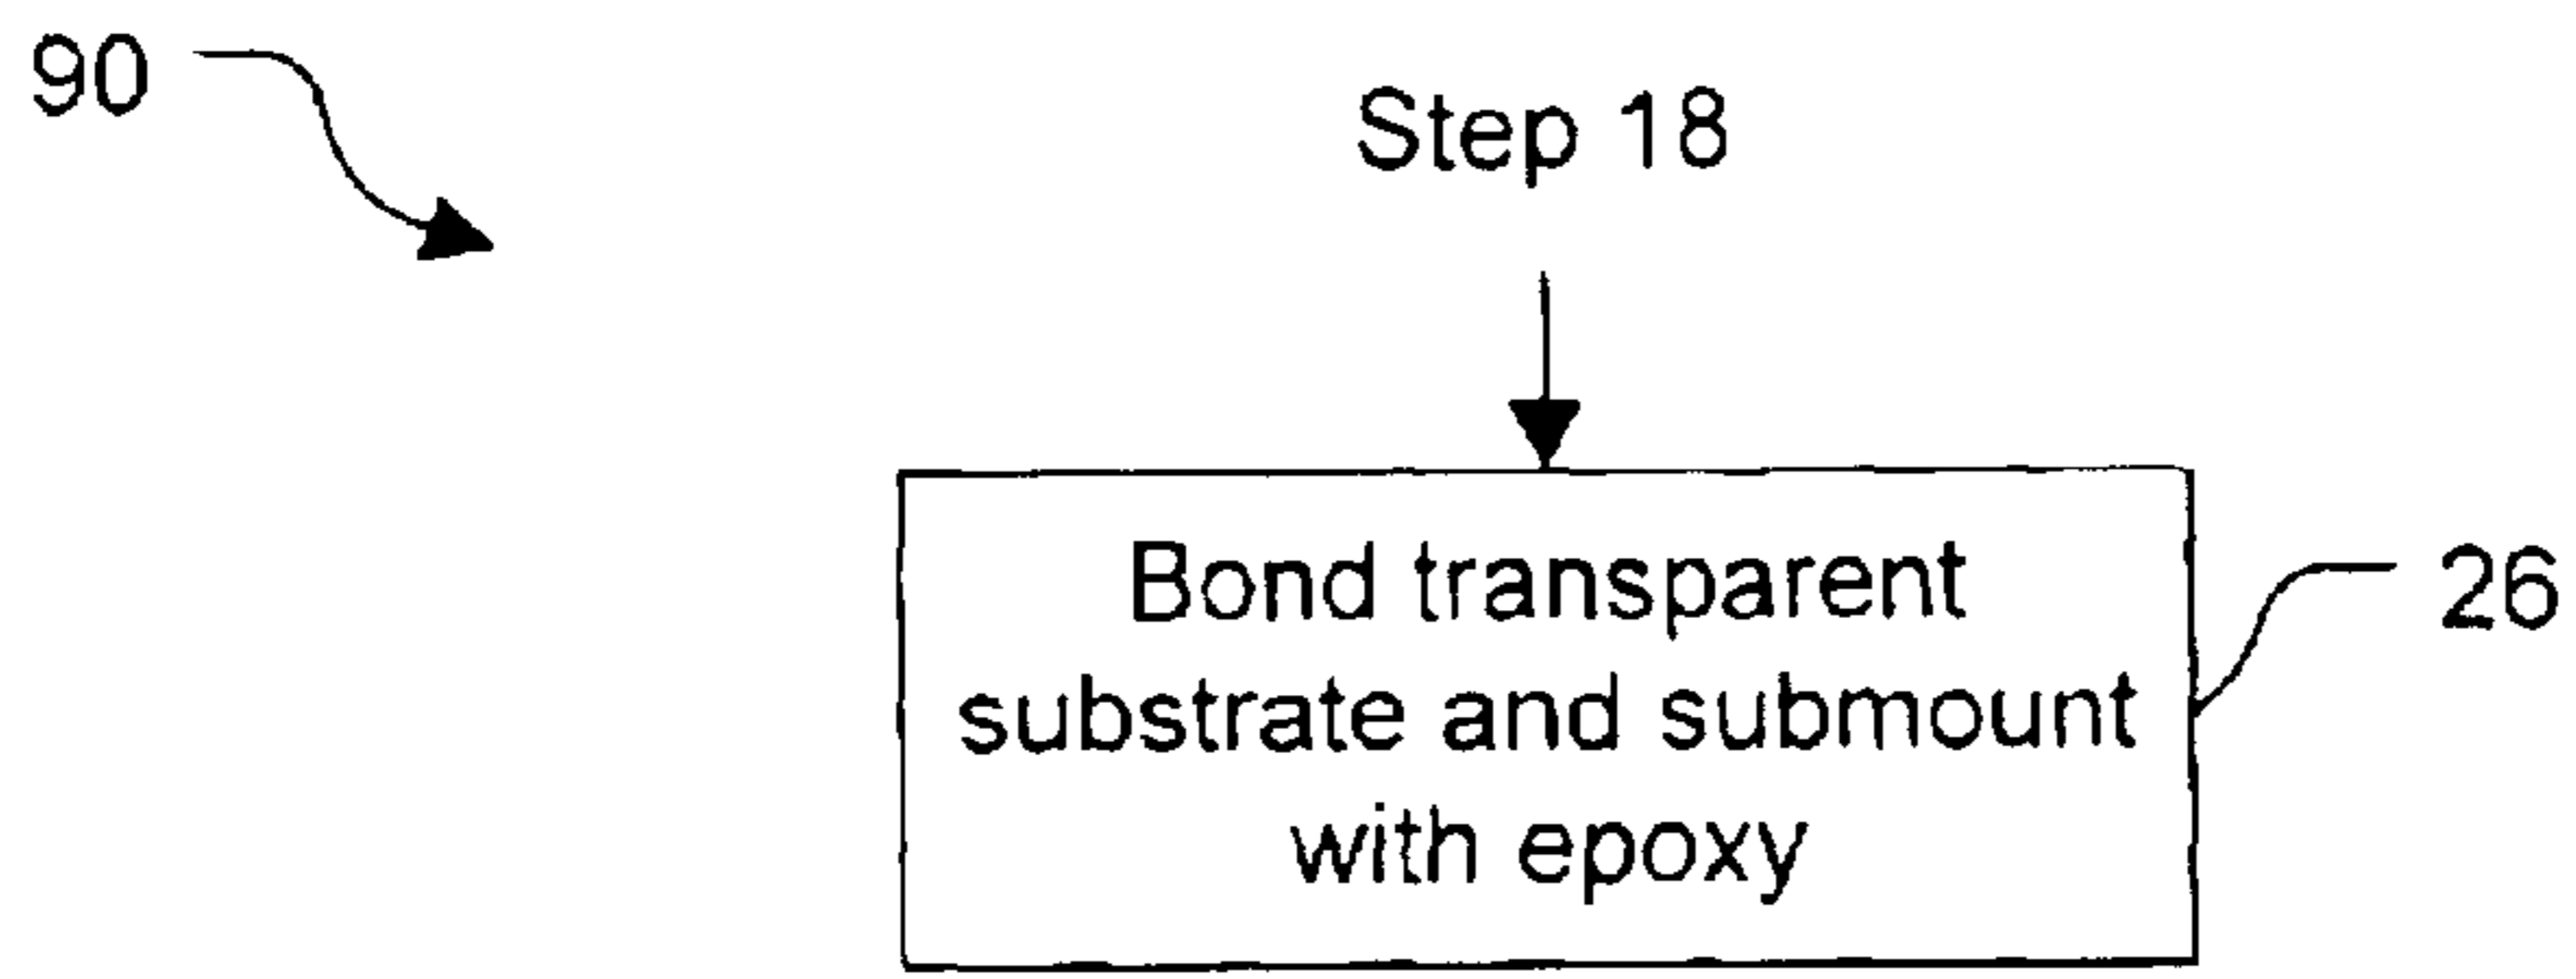 90
Step 18
Bond transparent
substrate and submount
with epoxy
26